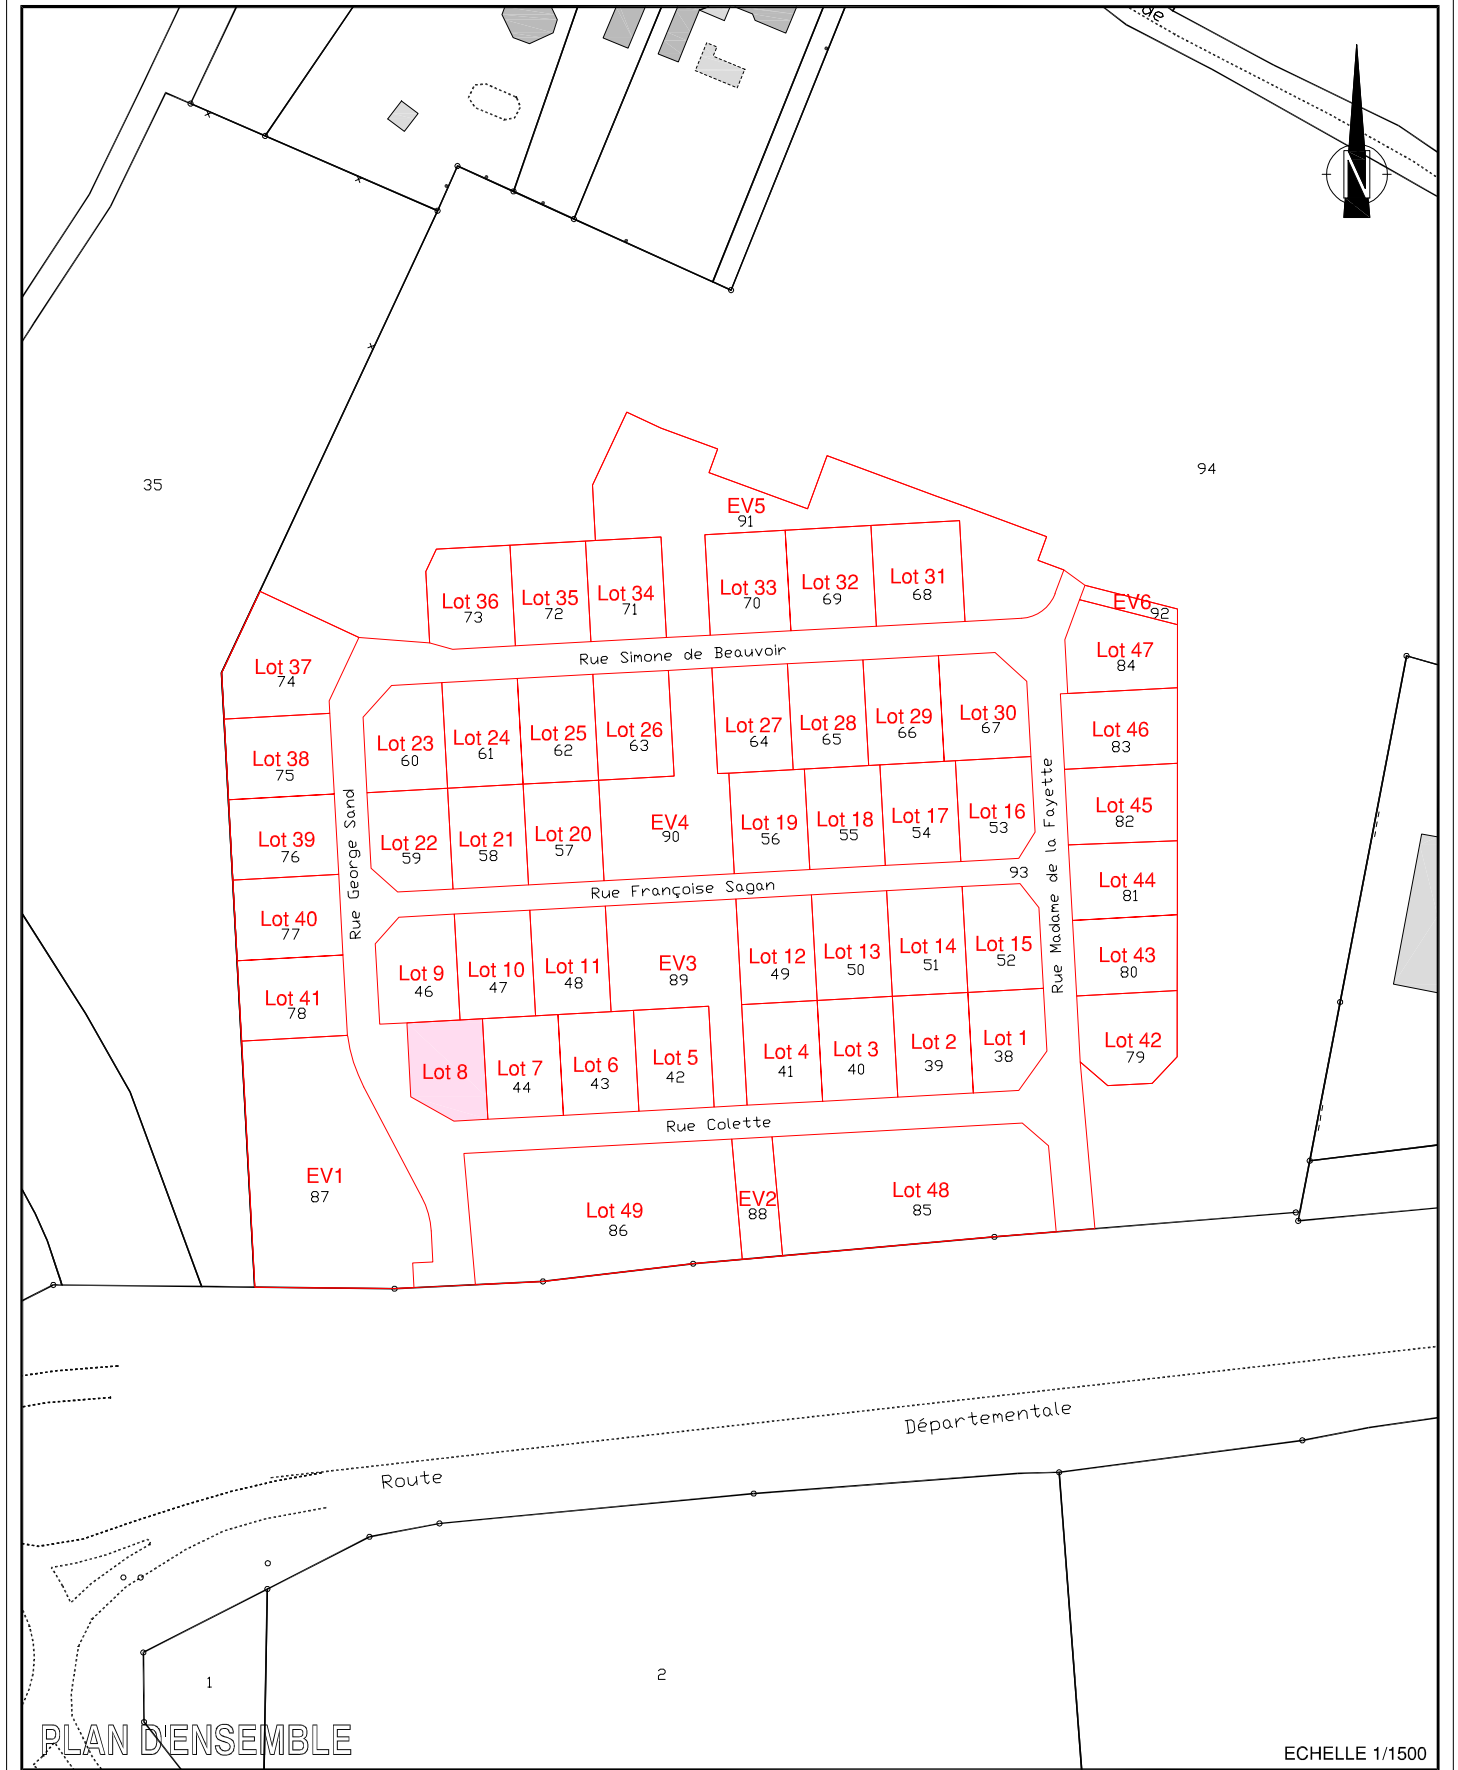 de
N
35
94
EV5
91
Lot 36
73
Lot 35
72
Lot 34
71
Lot 33
70
Lot 32
69
Lot 31
68
EV6
92
Rue Simone de Beauvoir
Lot 37
74
Lot 47
84
Lot 23
60
Lot 24
61
Lot 25
62
Lot 26
63
Lot 27
64
Lot 28
65
Lot 29
66
Lot 30
67
Lot 38
75
Lot 46
83
Rue George Sand
Rue Madame de la Fayette
Lot 39
76
Lot 22
59
Lot 21
58
Lot 20
57
EV4
90
Lot 19
56
Lot 18
55
Lot 17
54
Lot 16
53
Lot 45
82
Rue Françoise Sagan
93
Lot 40
77
Lot 44
81
Lot 9
46
Lot 10
47
Lot 11
48
EV3
89
Lot 12
49
Lot 13
50
Lot 14
51
Lot 15
52
Lot 43
80
Lot 41
78
Lot 8
Lot 7
44
Lot 6
43
Lot 5
42
Lot 4
41
Lot 3
40
Lot 2
39
Lot 1
38
Lot 42
79
Rue Colette
EV1
87
Lot 49
86
EV2
88
Lot 48
85
Route Départementale
1
2
PLAN D'ENSEMBLE
ECHELLE 1/1500